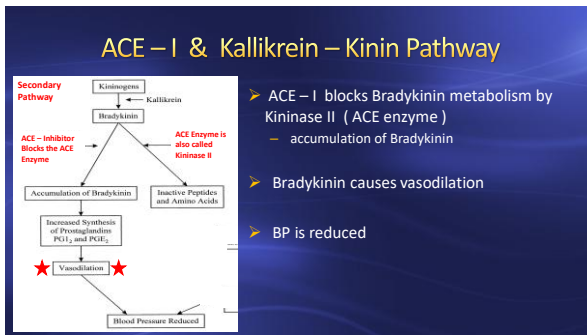 ACE – I & Kallikrein – Kinin Pathway
Secondary
Pathway
Kininogens
Kallikrein
Bradykinin
ACE – Inhibitor
Blocks the ACE
Enzyme
ACE Enzyme is
also called
Kininase II
Accumulation of Bradykinin
Inactive Peptides
and Amino Acids
Increased Synthesis
of Prostaglandins
PGI₂ and PGE₂
Vasodilation
Blood Pressure Reduced
➢ ACE – I blocks Bradykinin metabolism by
Kininase II ( ACE enzyme )
– accumulation of Bradykinin
➢ Bradykinin causes vasodilation
➢ BP is reduced